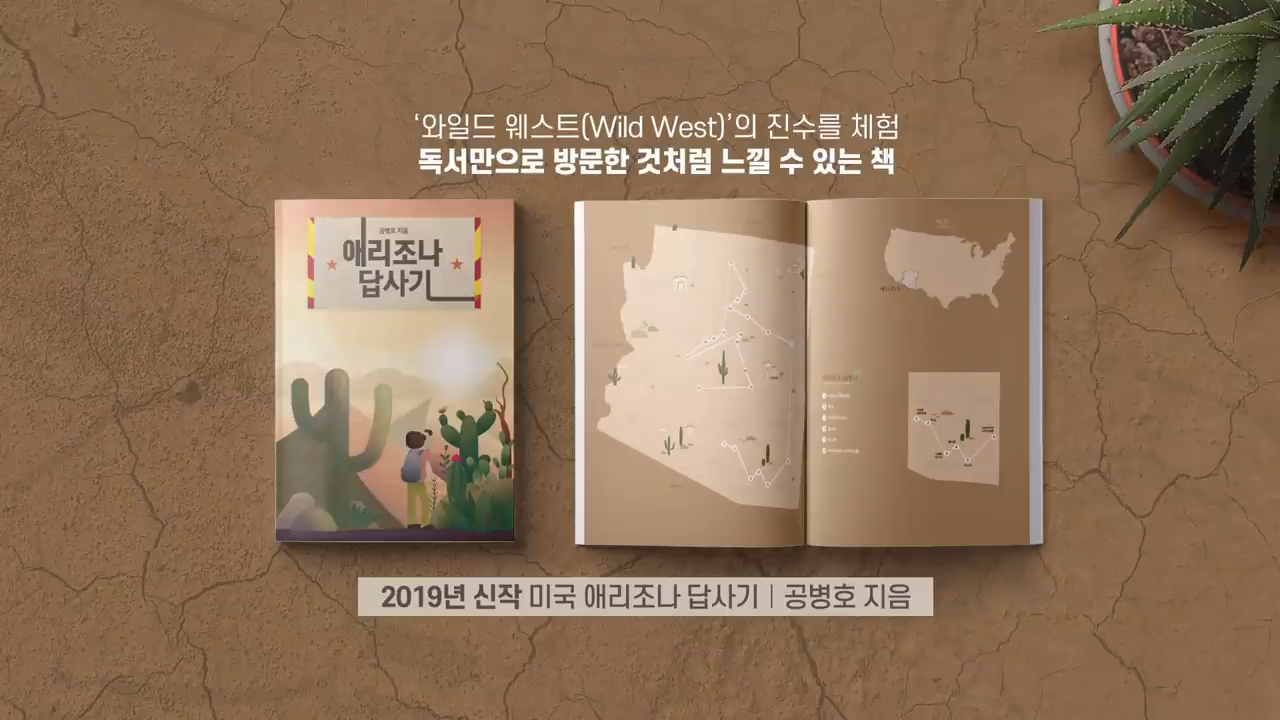 ‘와일드 웨스트(Wild West)’의 진수를 체험
독서만으로 방문한 것처럼 느낄 수 있는 책
공병호 지음
애리조나
답사기
2019년 신작 미국 애리조나 답사기 | 공병호 지음